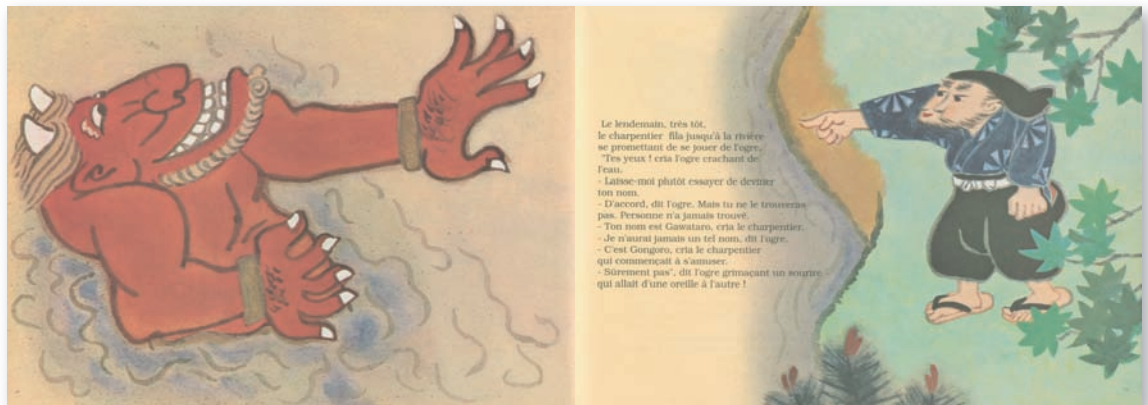 Le lendemain, très tôt,
le charpentier fila jusqu'à la rivière
se promettant de se jouer de l'ogre.
"Tes yeux ! cria l'ogre crachant de
l'eau.
- Laisse-moi plutôt essayer de deviner
ton nom.
- D'accord, dit l'ogre. Mais tu ne le trouveras
pas. Personne n'a jamais trouvé.
- Ton nom est Gawataro, cria le charpentier.
- Je n'aurai jamais un tel nom, dit l'ogre.
- C'est Gongoro, cria le charpentier
qui commençait à s'amuser.
- Sûrement pas", dit l'ogre grimaçant un sourire
qui allait d'une oreille à l'autre !